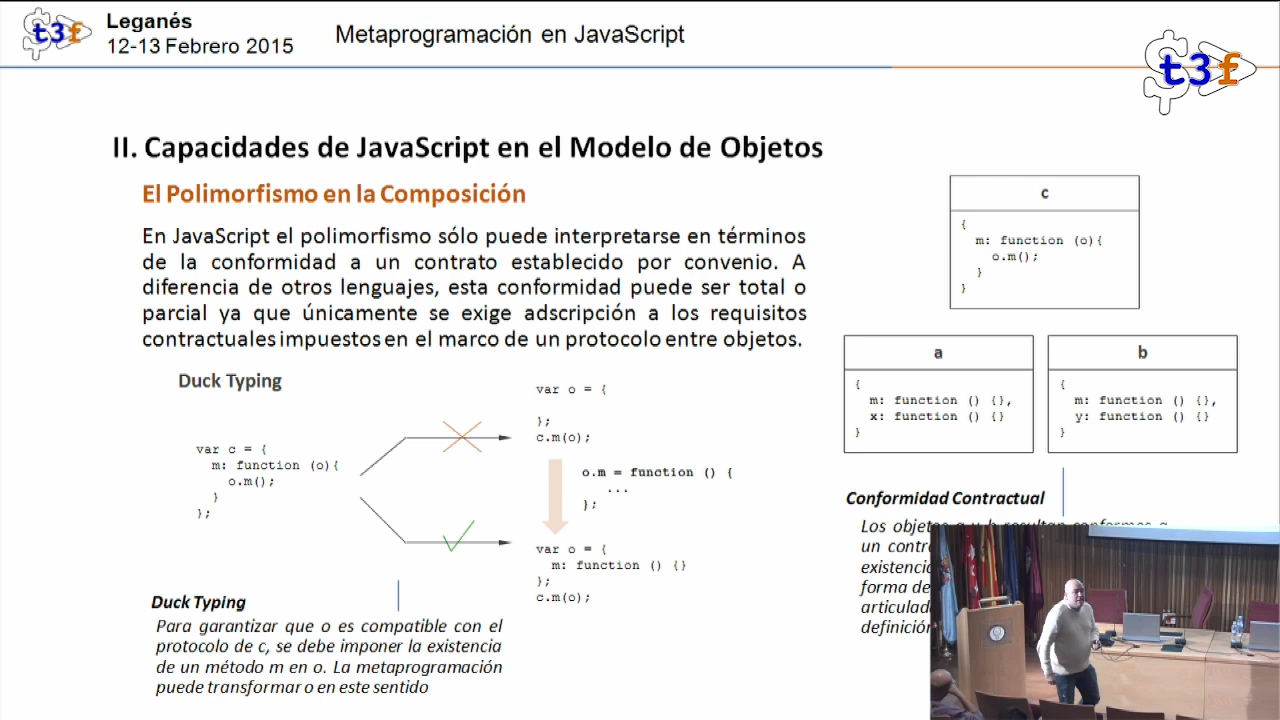 t3f
Leganés
12-13 Febrero 2015
Metaprogramación en JavaScript
t3f
II. Capacidades de JavaScript en el Modelo de Objetos
El Polimorfismo en la Composición
En JavaScript el polimorfismo sólo puede interpretarse en términos
de la conformidad a un contrato establecido por convenio. A
diferencia de otros lenguajes, esta conformidad puede ser total o
parcial ya que únicamente se exige adscripción a los requisitos
contractuales impuestos en el marco de un protocolo entre objetos.
Duck Typing
var c = {
m: function (o){
o.m();
}
};
var o = {
};
c.m(o);
o.m = function () {
...
};
var o = {
m: function () {}
};
c.m(o);
Duck Typing
Para garantizar que o es compatible con el
protocolo de c, se debe imponer la existencia
de un método m en o. La metaprogramación
puede transformar o en este sentido
c
{
m: function (o){
o.m();
}
}
a
{
m: function () {},
x: function () {}
}
b
{
m: function () {},
y: function () {}
}
Conformidad Contractual
Los objetos a y b resultan conformes a
un
existencia
forma de
definición